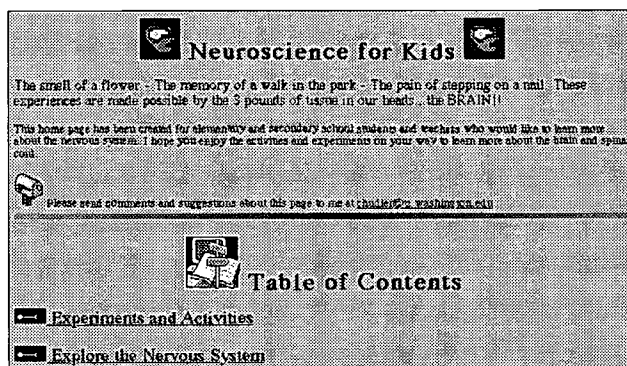 Neuroscience for Kids
The smell of a flower - The memory of a walk in the park - The pain of stepping on a nail. These
experiences are made possible by the 3 pounds of tissue in our heads...the BRAIN!!
This home page has been created for elementary and secondary school students and teachers who would like to learn more
about the nervous system. I hope you enjoy the activities and experiments on your way to learn more about the brain and spinal
cord.
Please send comments and suggestions about this page to me at
Table of Contents
Experiments and Activities
Explore the Nervous System